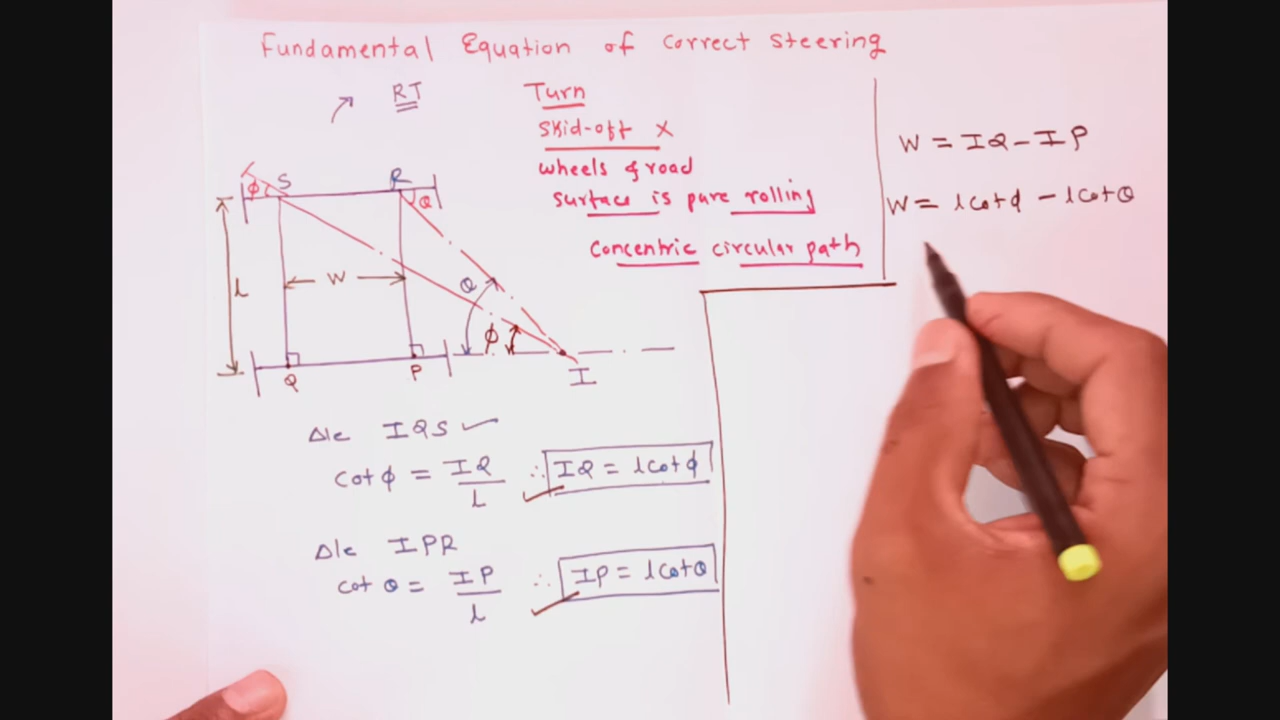 Fundamental Equation of correct steering
RT
Turn
Skid-off X
wheels & road
surface is pure rolling
Concentric circular path
W = IQ - IP
W = l cot ϕ - l cot θ
ϕ S R θ
l
W
θ
ϕ
Q P I
Δle IQS ✓
cot ϕ = IQ/l ∴ IQ = l cot ϕ
Δle IPR
cot θ = IP/l ∴ IP = l cot θ